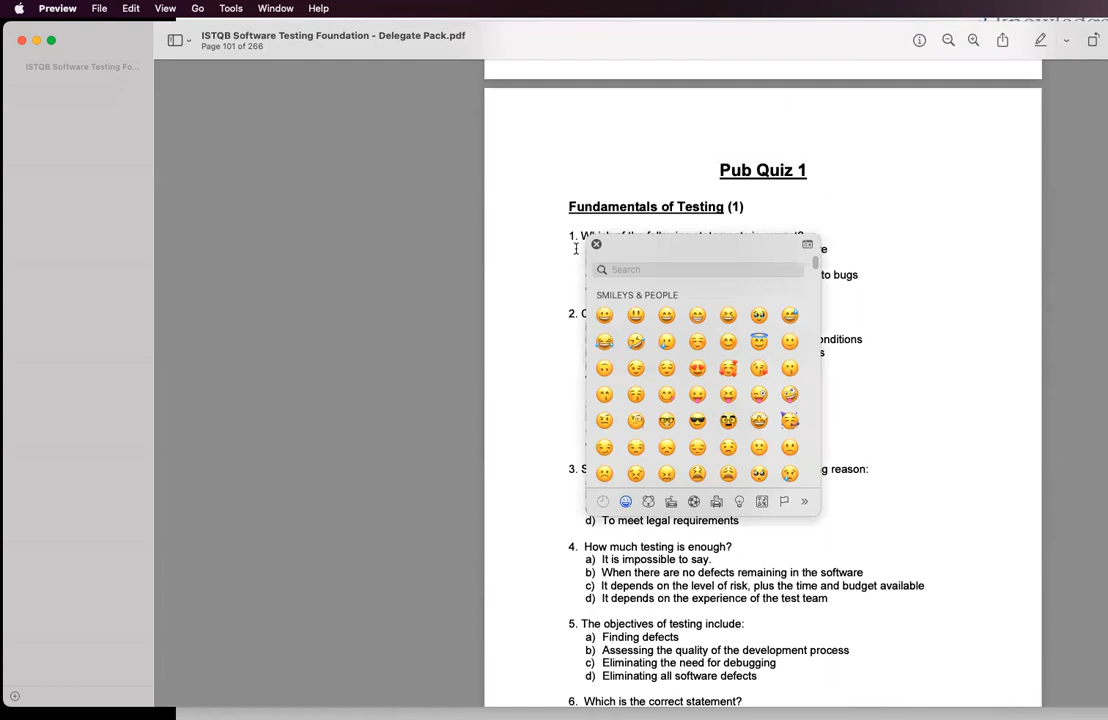 Preview File Edit View Go Tools Window Help
ISTQB Software Testing Foundation - Delegate Pack.pdf
Page 101 of 266
ISTQB Software Testing Fo...
Pub Quiz 1
Fundamentals of Testing (1)
1.
Search
to bugs
SMILEYS & PEOPLE
2.
3. S
reason:
d) To meet legal requirements
4. How much testing is enough?
a) It is impossible to say.
b) When there are no defects remaining in the software
c) It depends on the level of risk, plus the time and budget available
d) It depends on the experience of the test team
5. The objectives of testing include:
a) Finding defects
b) Assessing the quality of the development process
c) Eliminating the need for debugging
d) Eliminating all software defects
6. Which is the correct statement?